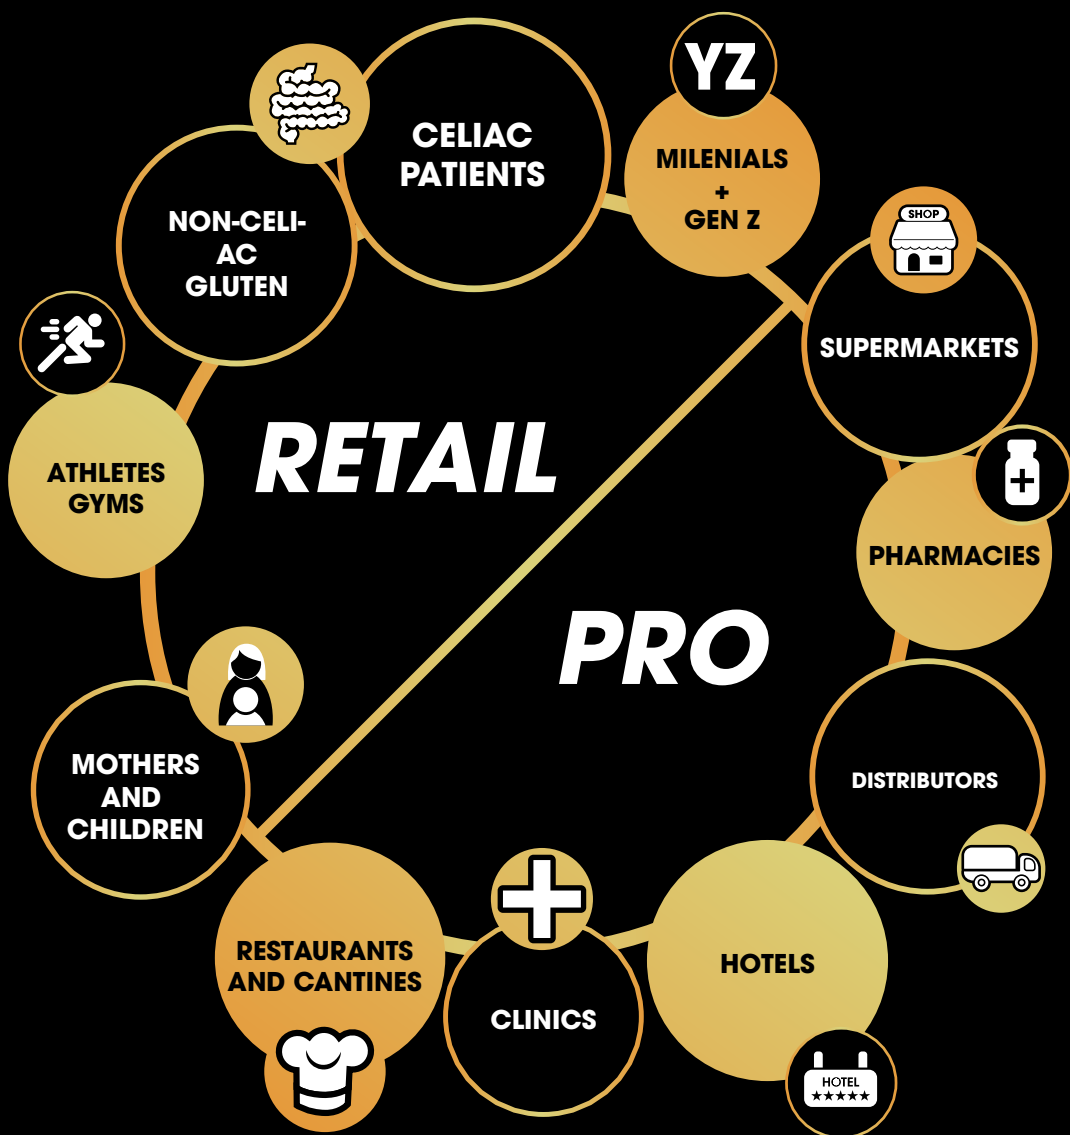 YZ
CELIAC
PATIENTS
MILENIALS
+
GEN Z
NON-CELI-
AC
GLUTEN
SHOP
SUPERMARKETS
RETAIL
ATHLETES
GYMS
PHARMACIES
PRO
MOTHERS
AND
CHILDREN
DISTRIBUTORS
RESTAURANTS
AND CANTINES
HOTELS
CLINICS
HOTEL
★★★★★